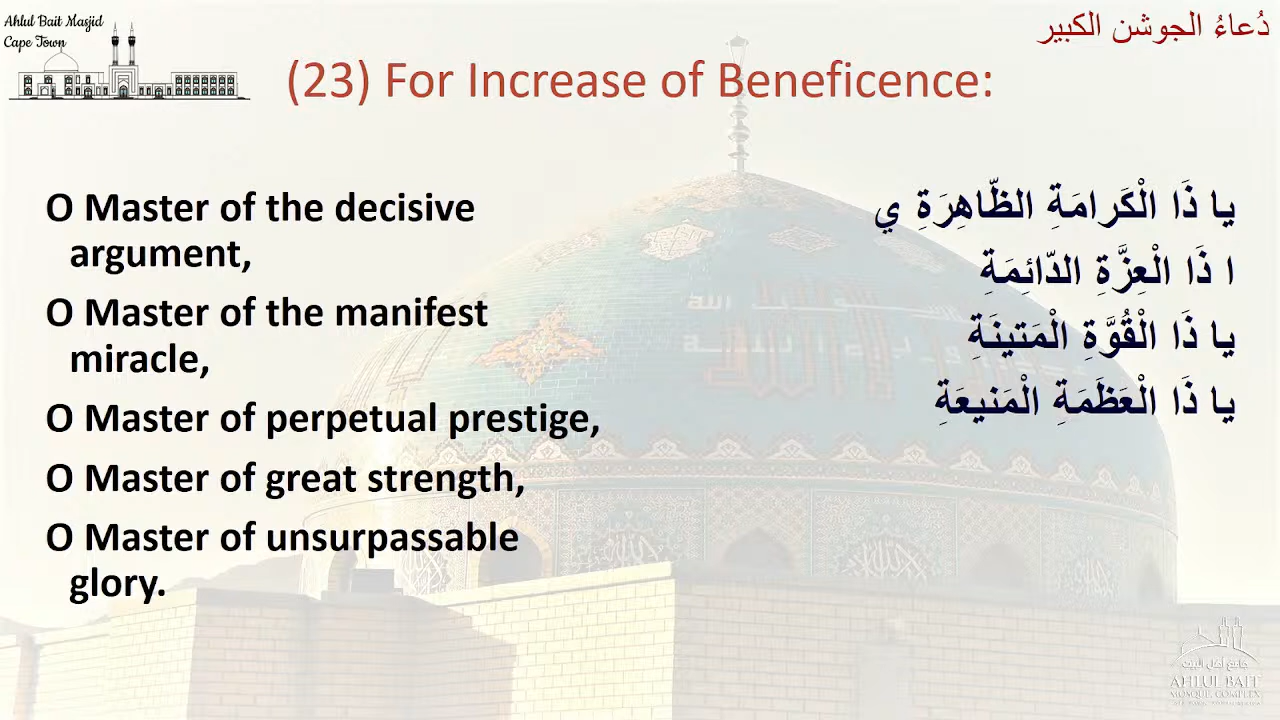 Ahlul Bait Masjid
Cape Town
دُعاءُ الجوشن الكبير
(23) For Increase of Beneficence:
O Master of the decisive
argument,
O Master of the manifest
miracle,
O Master of perpetual prestige,
O Master of great strength,
O Master of unsurpassable
glory.
يا ذَا الْكَرامَةِ الظّاهِرَةِ ي
ا ذَا الْعِزَّةِ الدّائِمَةِ
يا ذَا الْقُوَّةِ الْمَتينَةِ
يا ذَا الْعَظَمَةِ الْمَنيعَةِ
AHLUL BAIT
MOSQUE COMPLEX